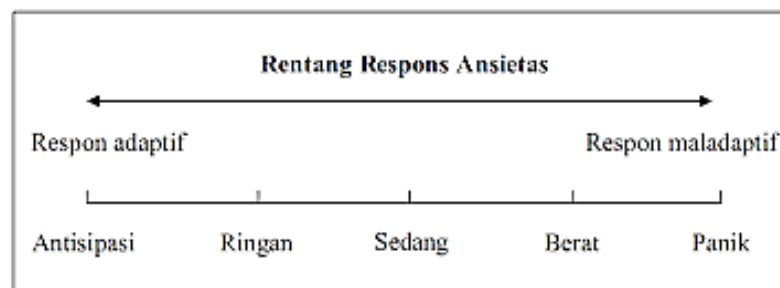 Rentang Respons Ansietas
Respon adaptif Respon maladaptif
Antisipasi Ringan Sedang Berat Panik